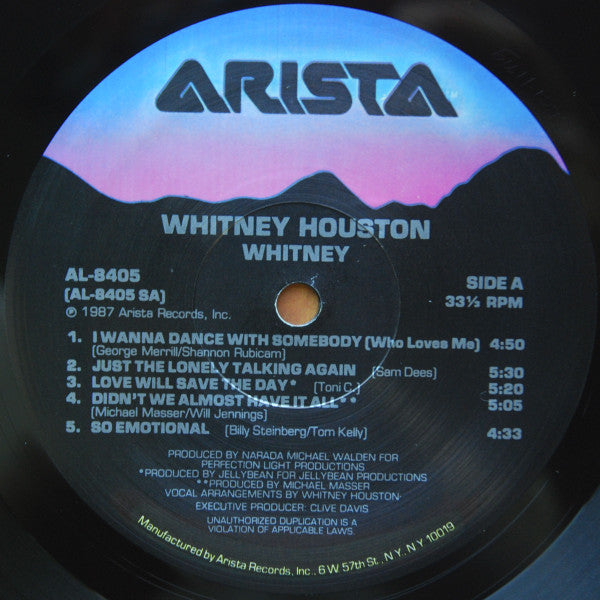 ARISTA
WHITNEY HOUSTON
WHITNEY
AL-8405
SIDE A
(AL-8405 SA)
33⅓ RPM
℗ 1987 Arista Records, Inc.
1. I WANNA DANCE WITH SOMEBODY (Who Loves Me) 4:50
(George Merrill/Shannon Rubicam)
2. JUST THE LONELY TALKING AGAIN (Sam Dees) 5:30
3. LOVE WILL SAVE THE DAY* (Toni C.) 5:20
4. DIDN'T WE ALMOST HAVE IT ALL** 5:05
(Michael Masser/Will Jennings)
5. SO EMOTIONAL (Billy Steinberg/Tom Kelly) 4:33
PRODUCED BY NARADA MICHAEL WALDEN FOR
PERFECTION LIGHT PRODUCTIONS
*PRODUCED BY JELLYBEAN FOR JELLYBEAN PRODUCTIONS
**PRODUCED BY MICHAEL MASSER
VOCAL ARRANGEMENTS BY WHITNEY HOUSTON
EXECUTIVE PRODUCER: CLIVE DAVIS
UNAUTHORIZED DUPLICATION IS A
VIOLATION OF APPLICABLE LAWS.
Manufactured by Arista Records, Inc., 6 W. 57th St., N.Y. N.Y. 10019